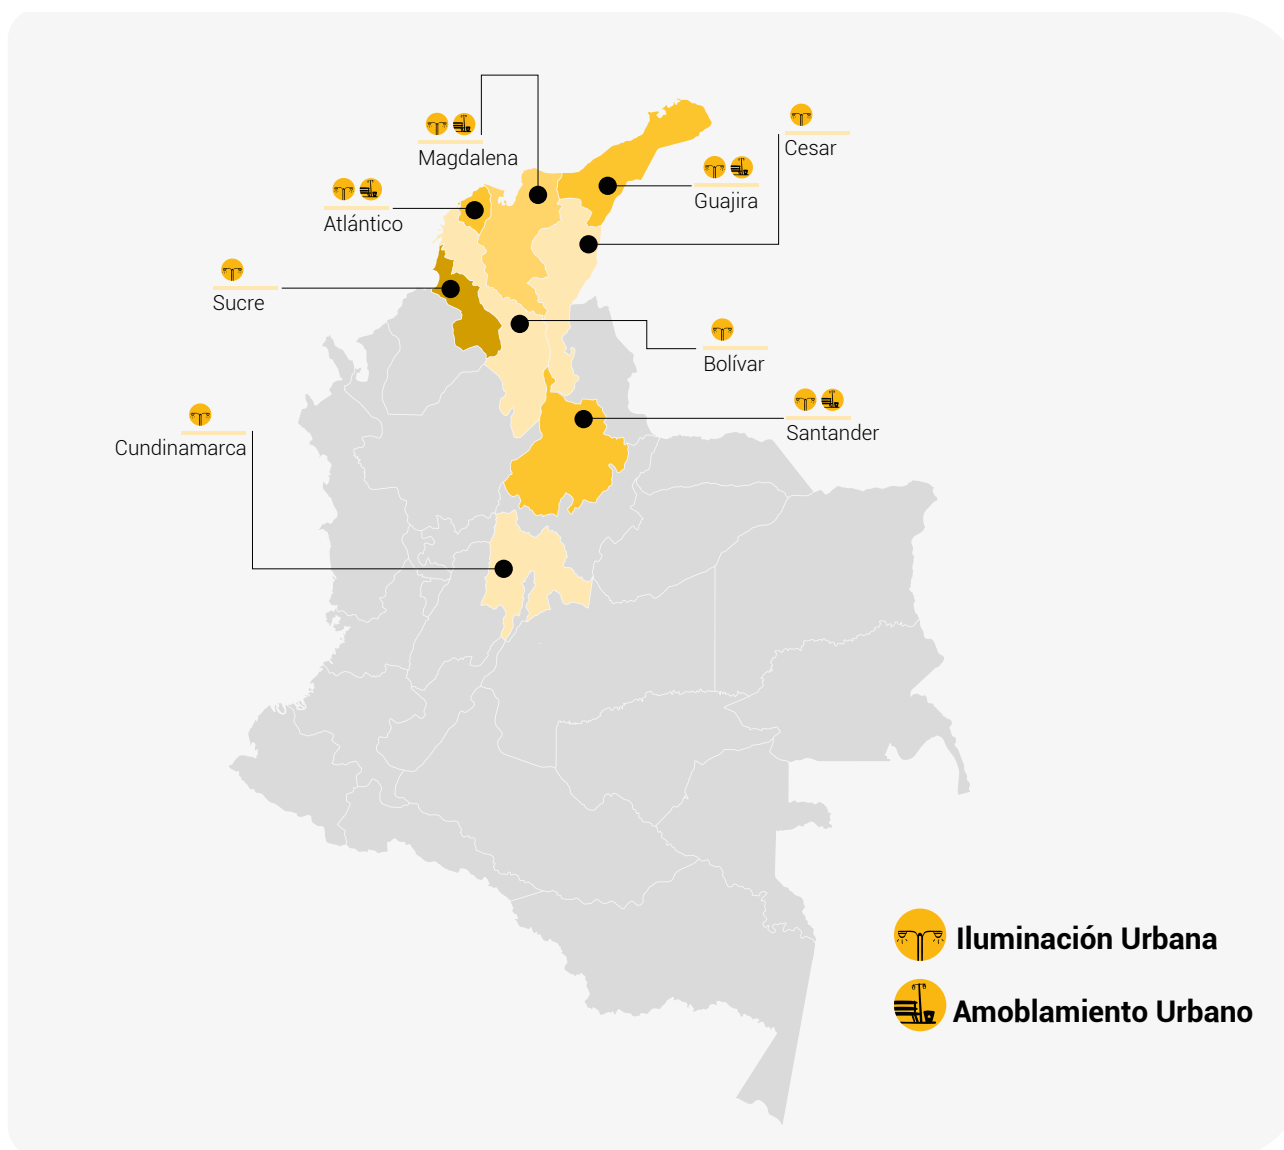 Magdalena
Cesar
Guajira
Atlántico
Sucre
Bolívar
Santander
Cundinamarca
Iluminación Urbana
Amoblamiento Urbano